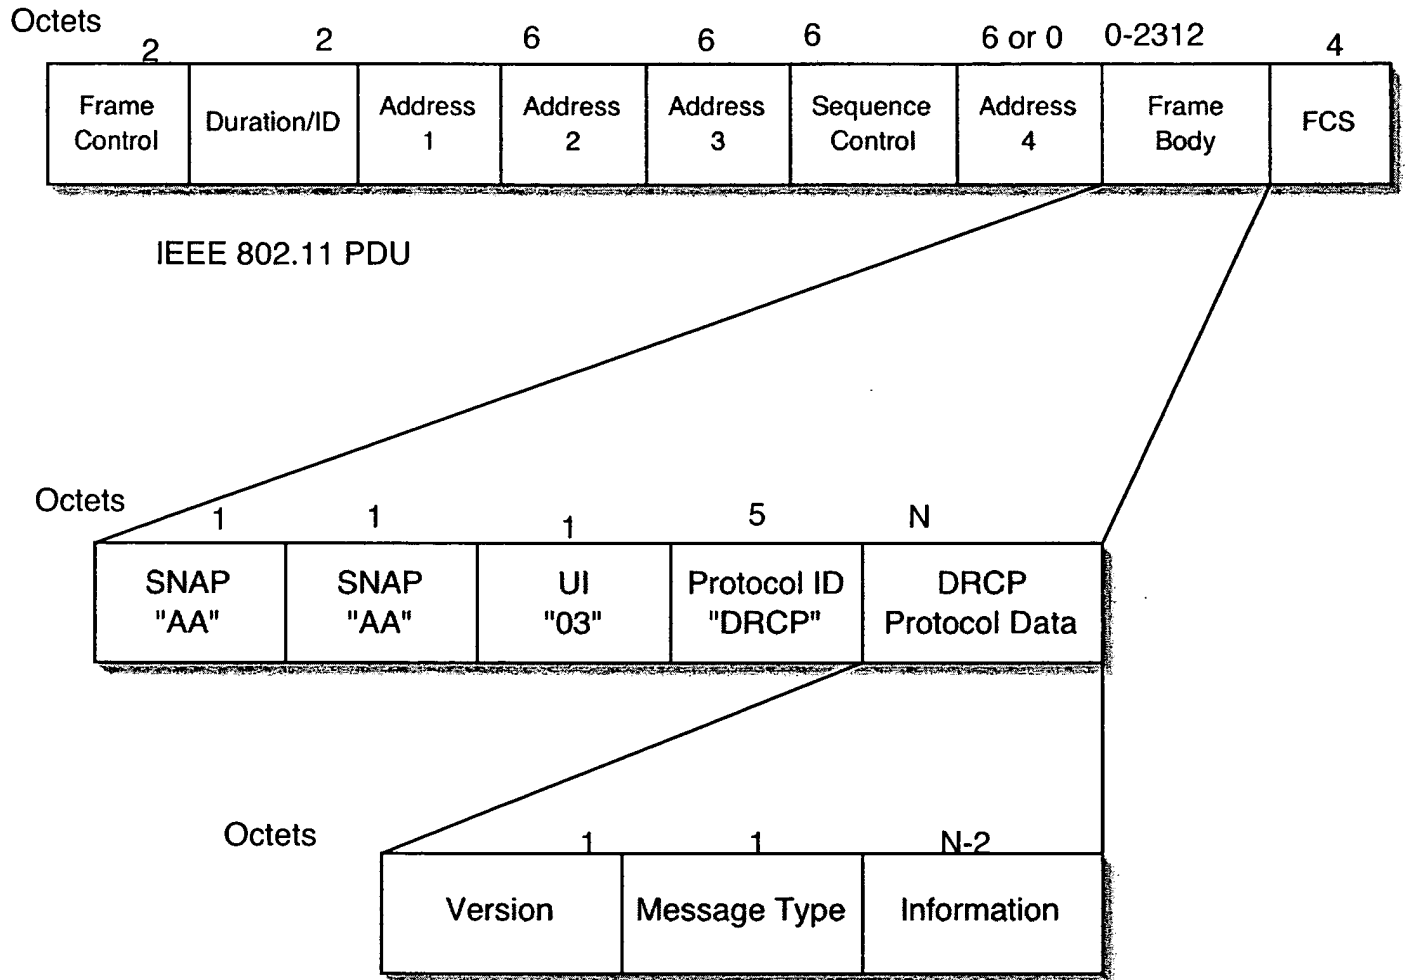 Octets
2 2 6 6 6 6 or 0 0-2312 4
Frame Control
Duration/ID
Address 1
Address 2
Address 3
Sequence Control
Address 4
Frame Body
FCS
IEEE 802.11 PDU
Octets
1 1 1 5 N
SNAP "AA"
SNAP "AA"
UI "03"
Protocol ID "DRCP"
DRCP Protocol Data
Octets
1 1 N-2
Version
Message Type
Information